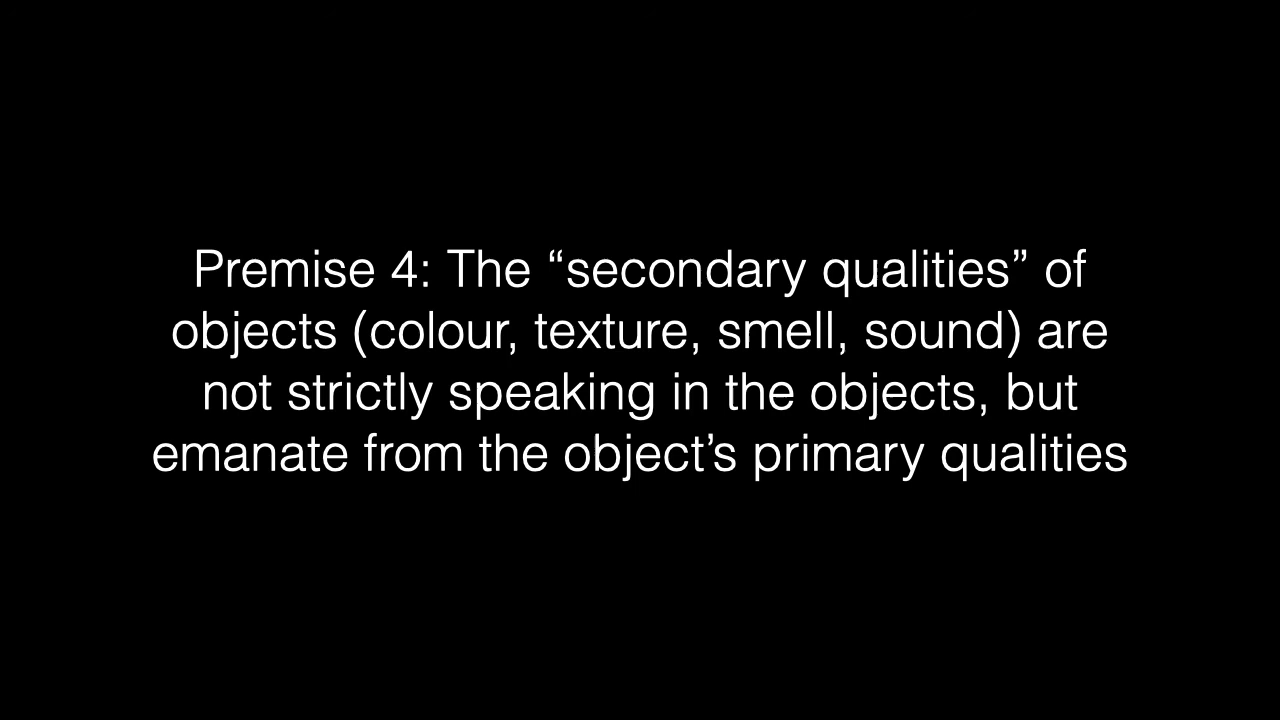 Premise 4: The “secondary qualities” of
objects (colour, texture, smell, sound) are
not strictly speaking in the objects, but
emanate from the object’s primary qualities